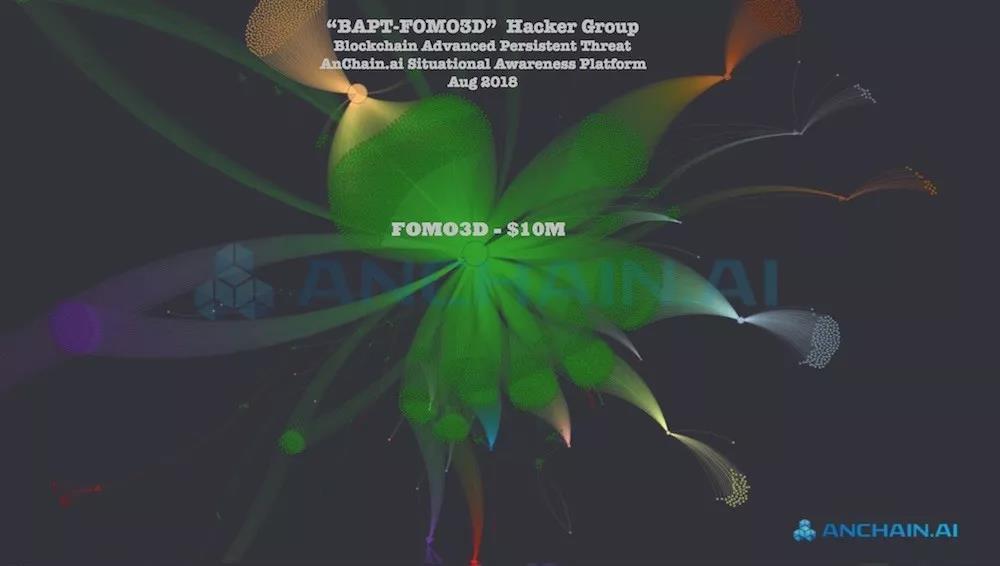 “BAPT-FOMO3D” Hacker Group
Blockchain Advanced Persistent Threat
AnChain.ai Situational Awareness Platform
Aug 2018
FOMO3D - $10M
ANCHAIN.AI
ANCHAIN.AI